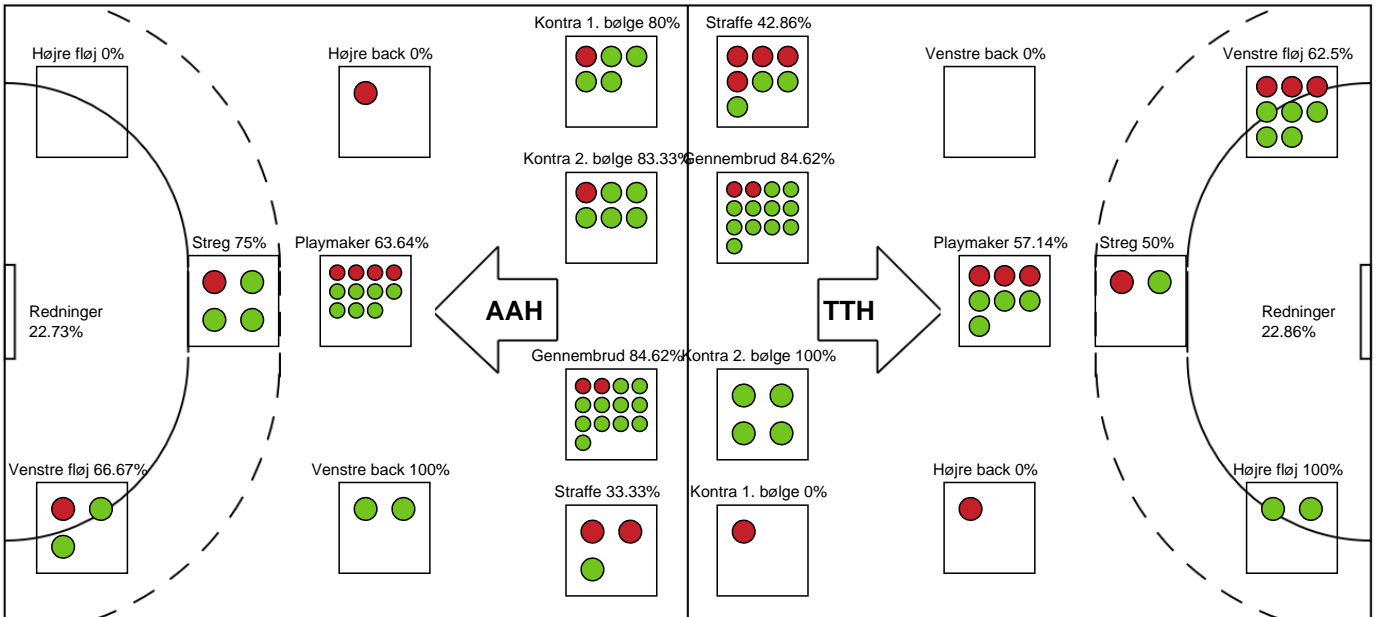 Kontra 1. bølge 80%
Straffe 42.86%
Højre fløj 0%
Højre back 0%
Venstre back 0%
Venstre fløj 62.5%
Kontra 2. bølge 83.33%
Gennembrud 84.62%
Streg 75%
Playmaker 63.64%
Playmaker 57.14%
Streg 50%
Redninger
22.73%
AAH
TTH
Redninger
22.86%
Gennembrud 84.62%
Kontra 2. bølge 100%
Venstre fløj 66.67%
Venstre back 100%
Straffe 33.33%
Kontra 1. bølge 0%
Højre back 0%
Højre fløj 100%